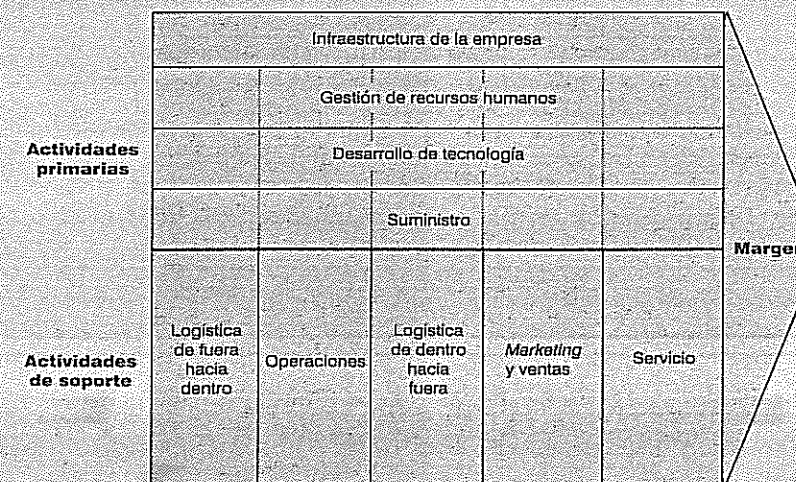 Infraestructura de la empresa
Gestión de recursos humanos
Actividades
primarias
Desarrollo de tecnología
Suministro
Margen
Actividades
de soporte
Logística
de fuera
hacia
dentro
Operaciones
Logística
de dentro
hacia
fuera
Marketing
y ventas
Servicio